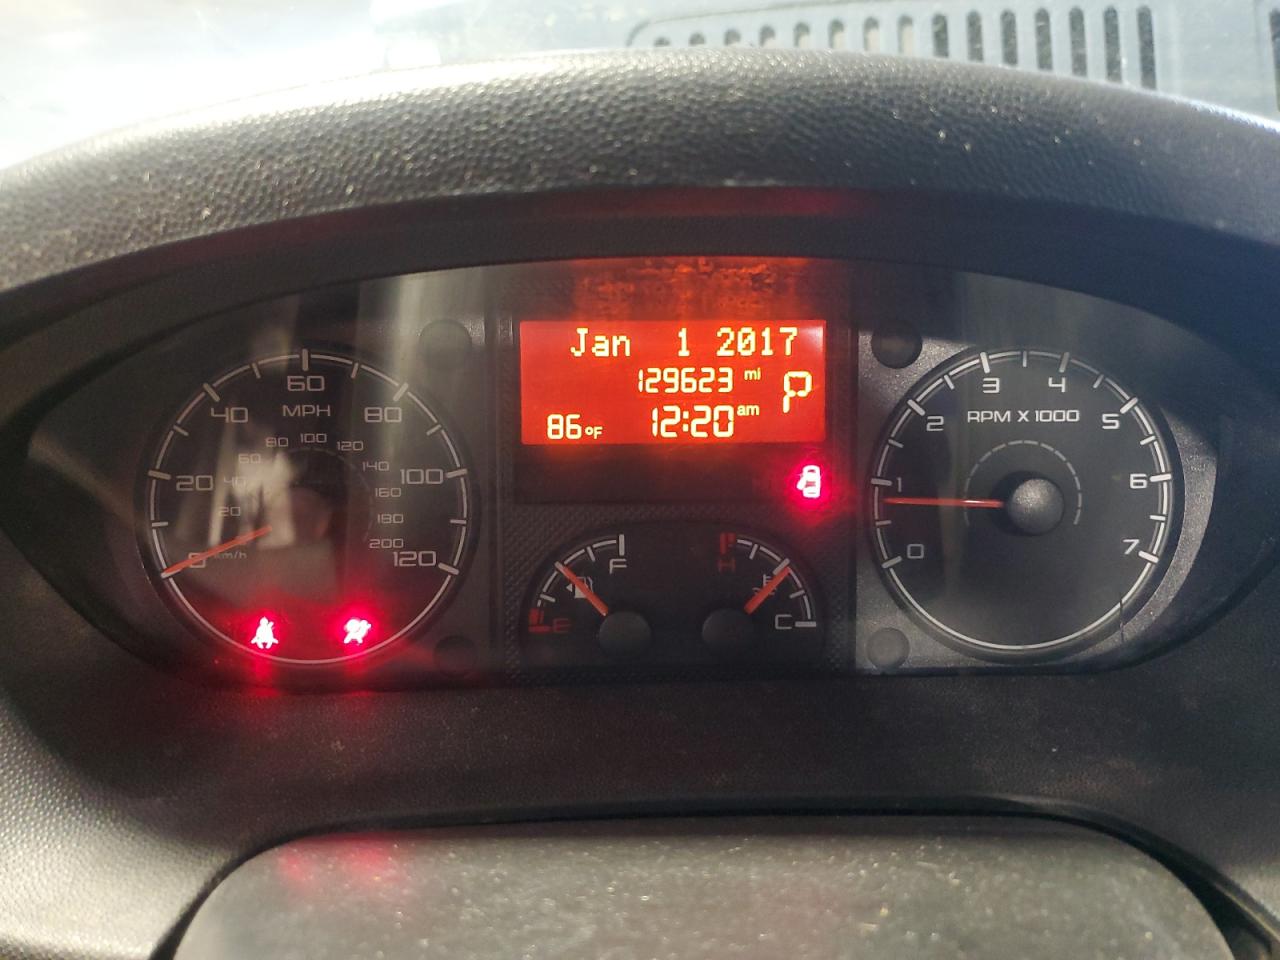 Jan 1 2017
129623 mi
P
86°F 12:20 am
0 20 40 60 80 100 120
MPH
20 40 60 80 100 120 140 160 180 200
km/h
E F
H C
0 1 2 3 4 5 6 7
RPM X 1000